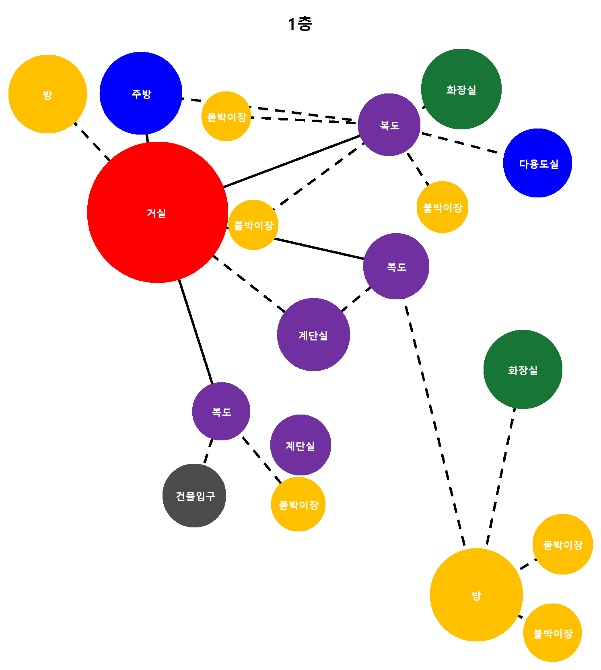 1층
방
주방
화장실
붙박이장
복도
다용도실
붙박이장
거실
붙박이장
복도
계단실
화장실
복도
계단실
건물입구
붙박이장
붙박이장
방
붙박이장